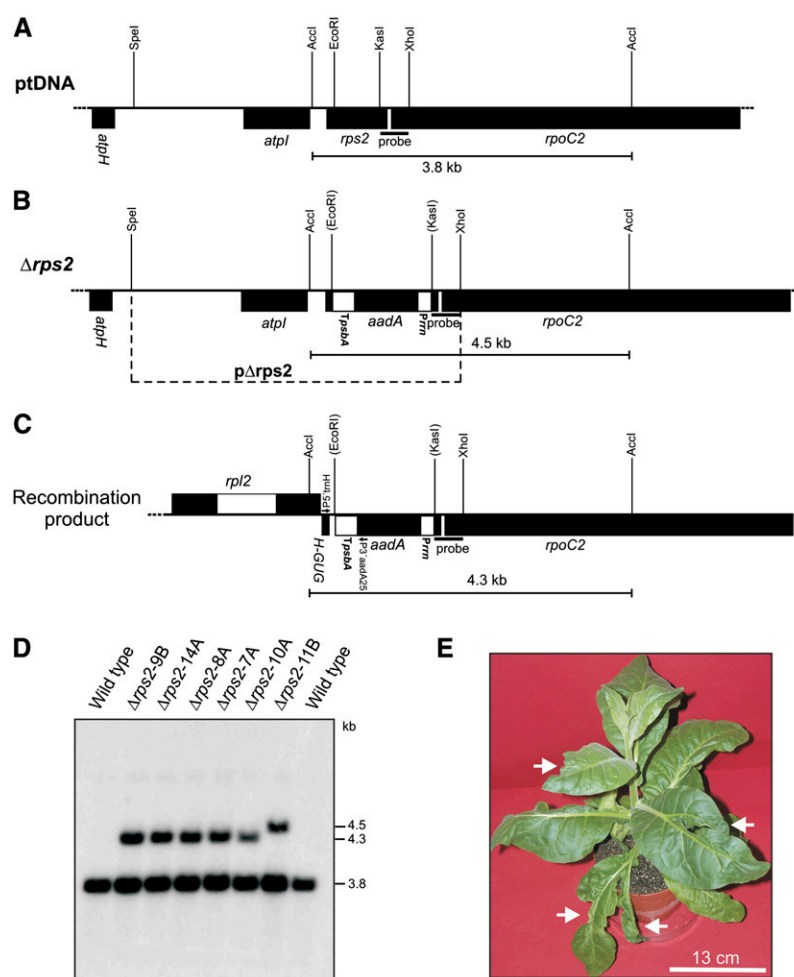 A
ptDNA
SpeI
AccI
EcoRI
KasI
XhoI
AccI
atpH
atpI
rps2
probe
rpoC2
3.8 kb
B
Δrps2
SpeI
AccI
(EcoRI)
(KasI)
XhoI
AccI
atpH
atpI
TpsbA
aadA
Prrn
probe
rpoC2
4.5 kb
pΔrps2
C
Recombination
product
rpl2
AccI
P5'trnH
(EcoRI)
(KasI)
XhoI
AccI
H-GUG
TpsbA
P3'aadA25
aadA
Prrn
probe
rpoC2
4.3 kb
D
Wild type
Δrps2-9B
Δrps2-14A
Δrps2-8A
Δrps2-7A
Δrps2-10A
Δrps2-11B
Wild type
kb
4.5
4.3
3.8
E
13 cm